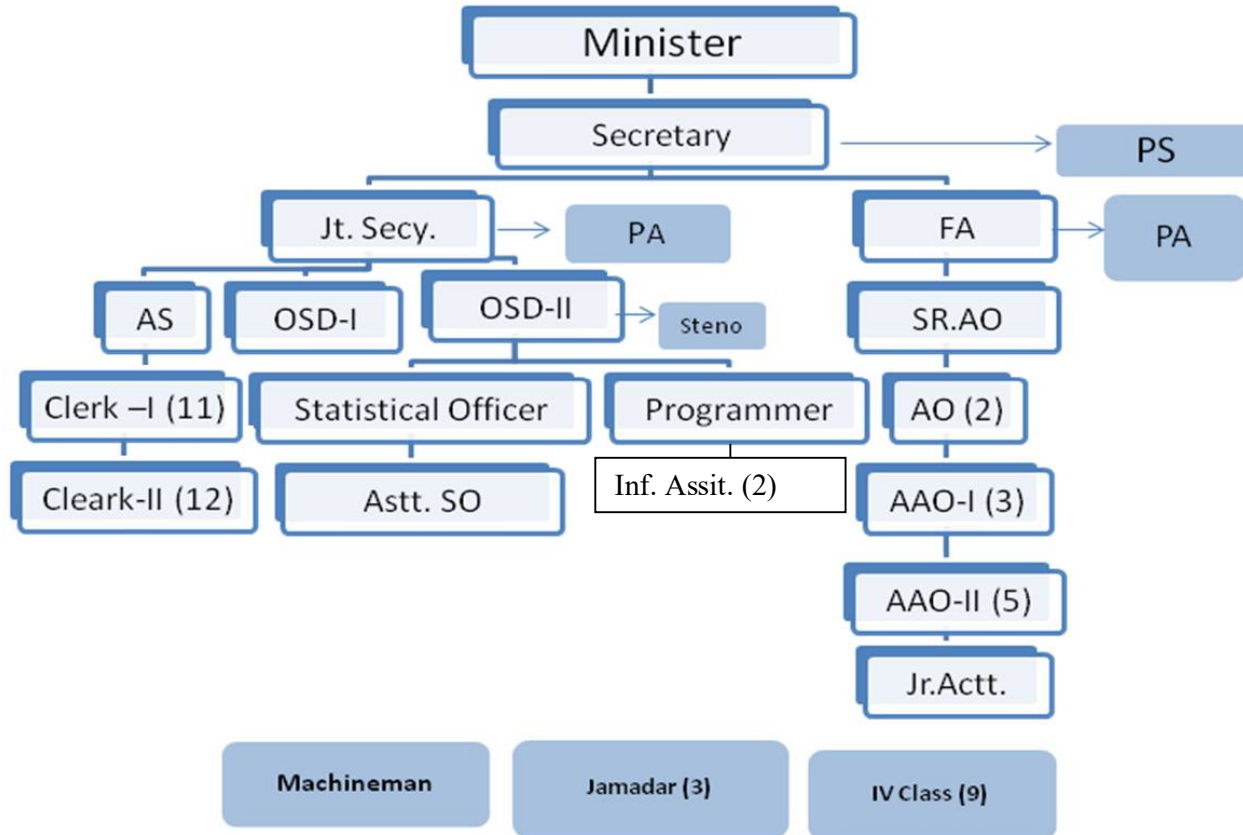 Minister
Secretary
PS
Jt. Secy.
PA
FA
PA
AS
OSD-I
OSD-II
Steno
SR.AO
Clerk –I (11)
Statistical Officer
Programmer
AO (2)
Cleark-II (12)
Astt. SO
Inf. Assit. (2)
AAO-I (3)
AAO-II (5)
Jr.Actt.
Machineman
Jamadar (3)
IV Class (9)